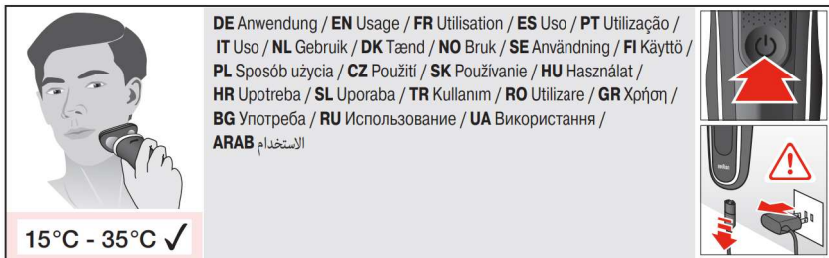 DE Anwendung / EN Usage / FR Utilisation / ES Uso / PT Utilização /
IT Uso / NL Gebruik / DK Tænd / NO Bruk / SE Användning / FI Käyttö /
PL Sposób użycia / CZ Použití / SK Používanie / HU Használat /
HR Upotreba / SL Uporaba / TR Kullanım / RO Utilizare / GR Χρήση /
BG Употреба / RU Использование / UA Використання /
ARAB الاستخدام
15°C - 35°C ✓